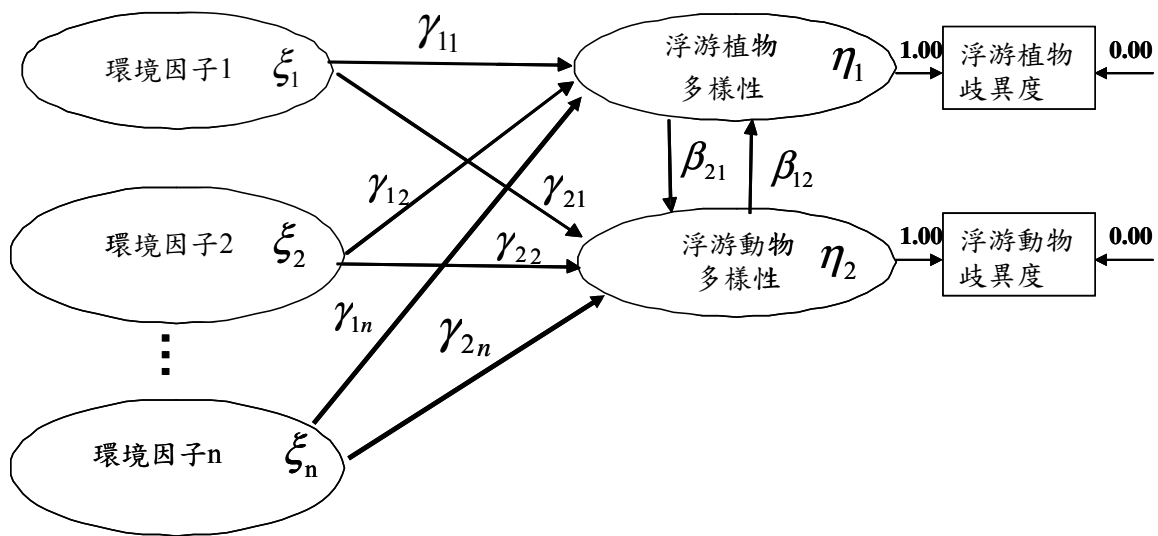 環境因子1 ξ₁
γ₁₁
浮游植物
多樣性
η₁
1.00
浮游植物
歧異度
0.00
β₂₁
β₁₂
γ₁₂
γ₂₁
環境因子2 ξ₂
γ₂₂
浮游動物
多樣性
η₂
1.00
浮游動物
歧異度
0.00
γ₁ₙ
γ₂ₙ
環境因子n ξₙ